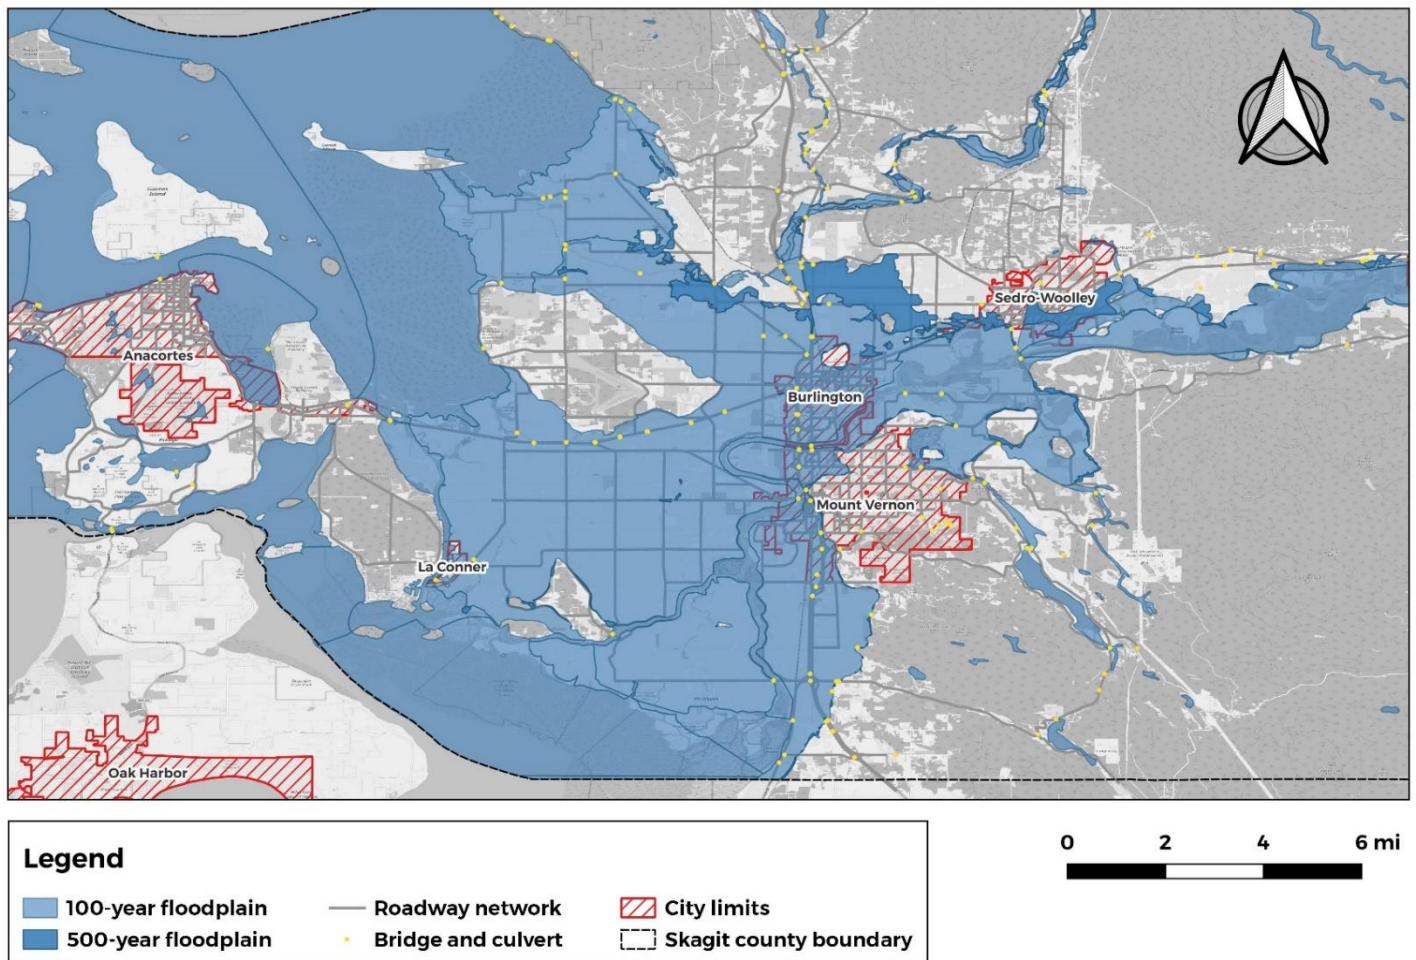 Sedro-Woolley
Anacortes
Burlington
Mount Vernon
La Conner
Oak Harbor
Legend
100-year floodplain
500-year floodplain
Roadway network
Bridge and culvert
City limits
Skagit county boundary
0 2 4 6 mi